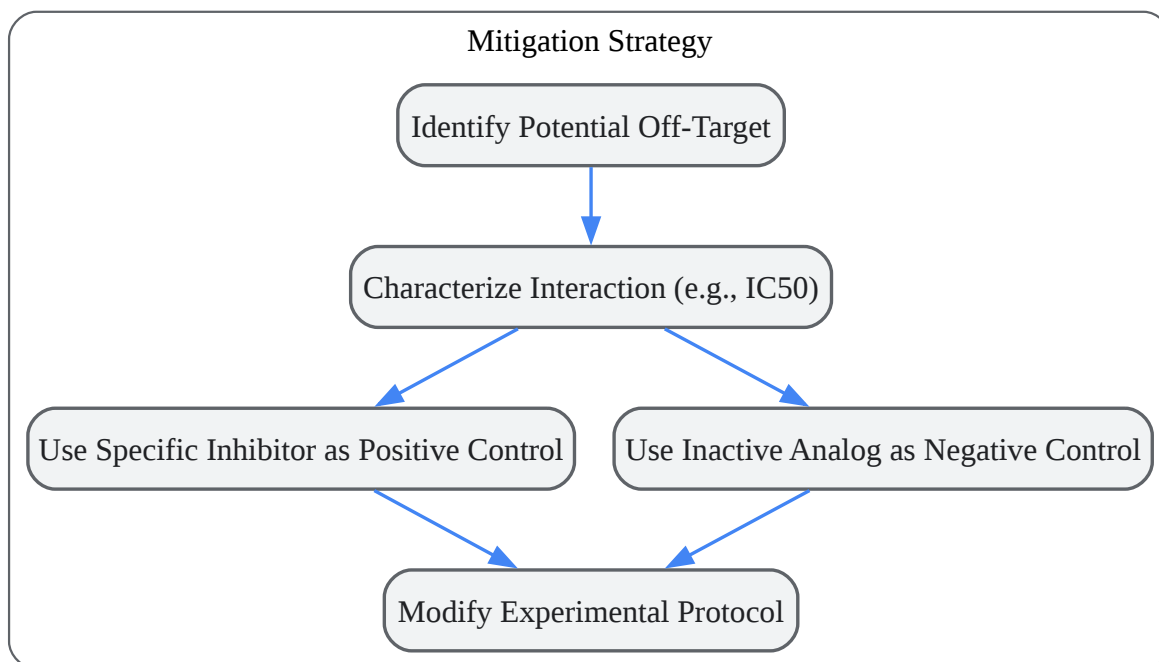 Mitigation Strategy
Identify Potential Off-Target
Characterize Interaction (e.g., IC50)
Use Specific Inhibitor as Positive Control
Use Inactive Analog as Negative Control
Modify Experimental Protocol